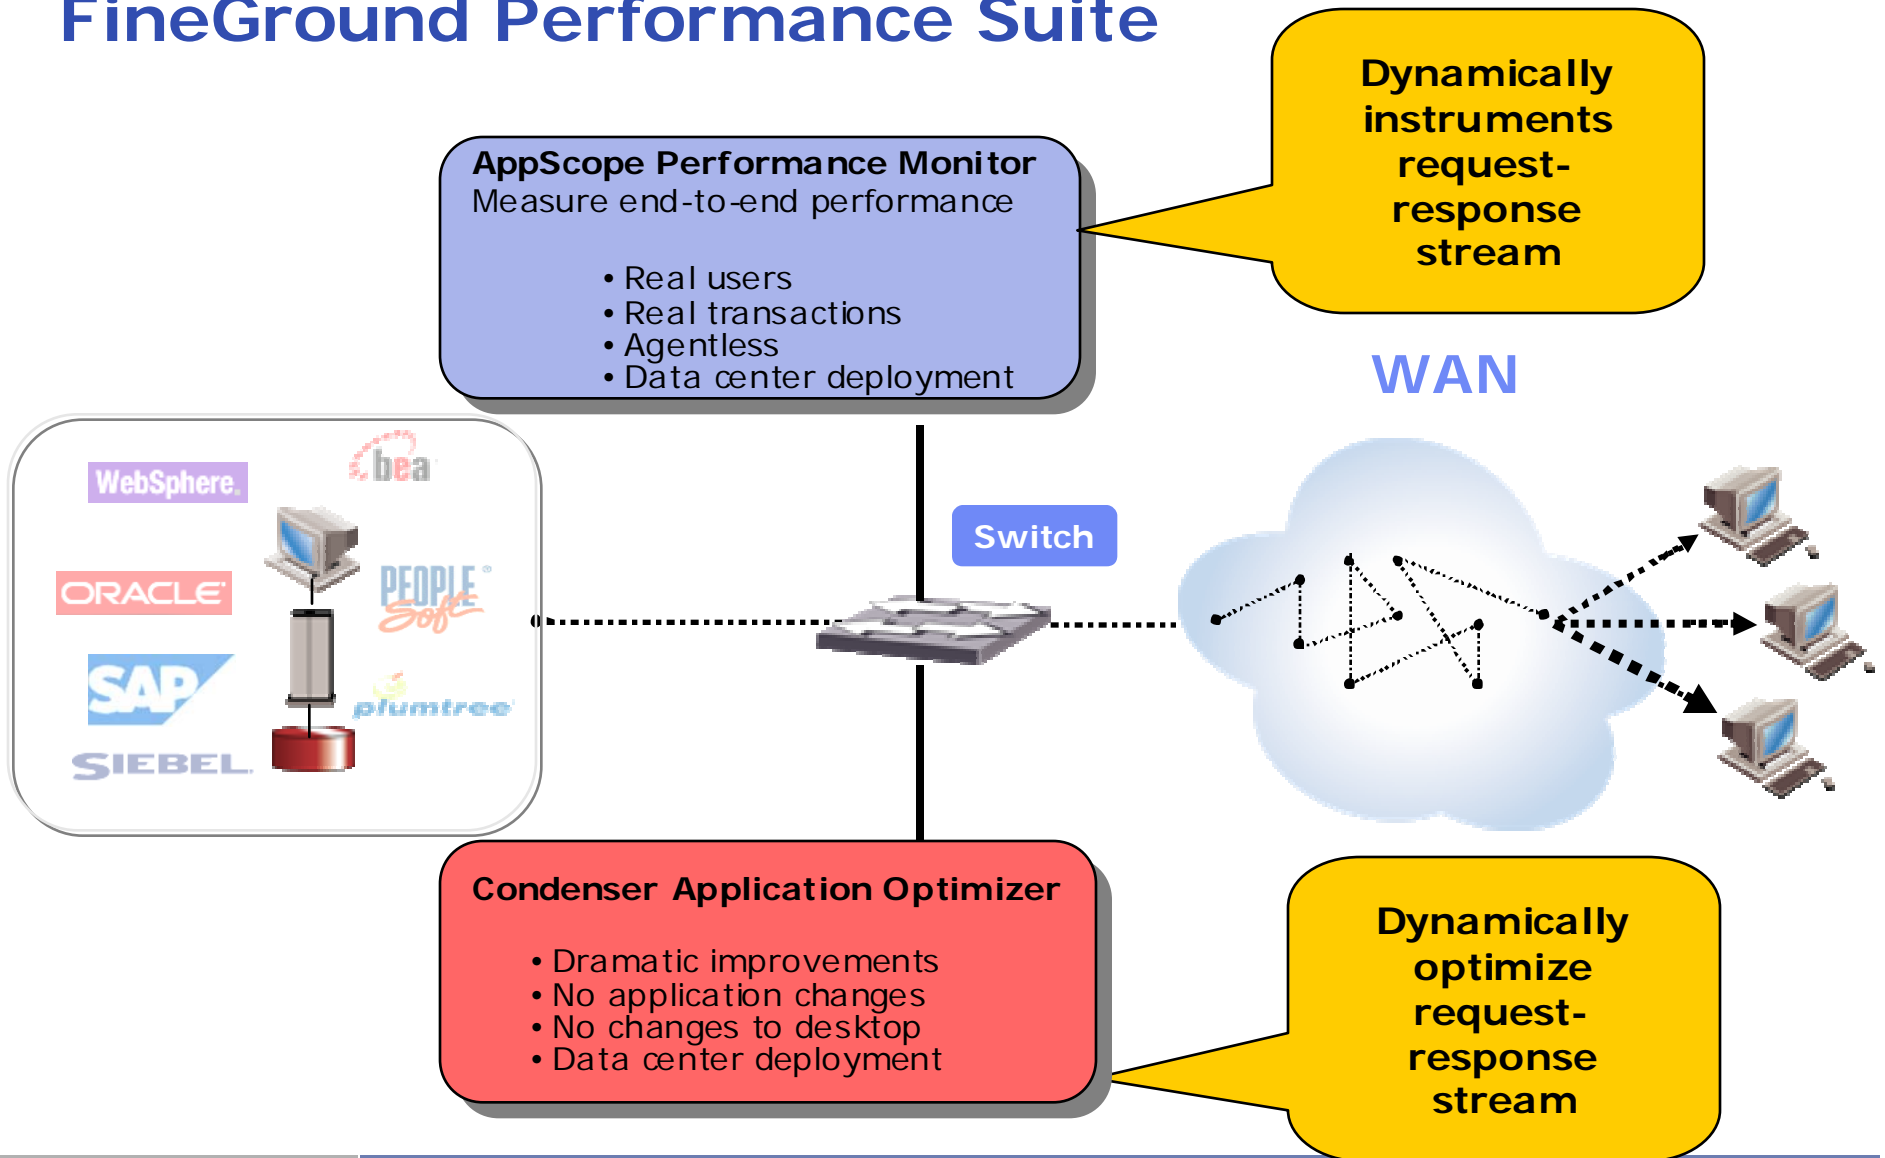 FineGround Performance Suite
Dynamically
instruments
request-
response
stream
AppScope Performance Monitor
Measure end-to-end performance
• Real users
• Real transactions
• Agentless
• Data center deployment
WAN
WebSphere.
bea
ORACLE
PEOPLE
Soft
SAP
plumtree
SIEBEL.
Switch
Condenser Application Optimizer
• Dramatic improvements
• No application changes
• No changes to desktop
• Data center deployment
Dynamically
optimize
request-
response
stream